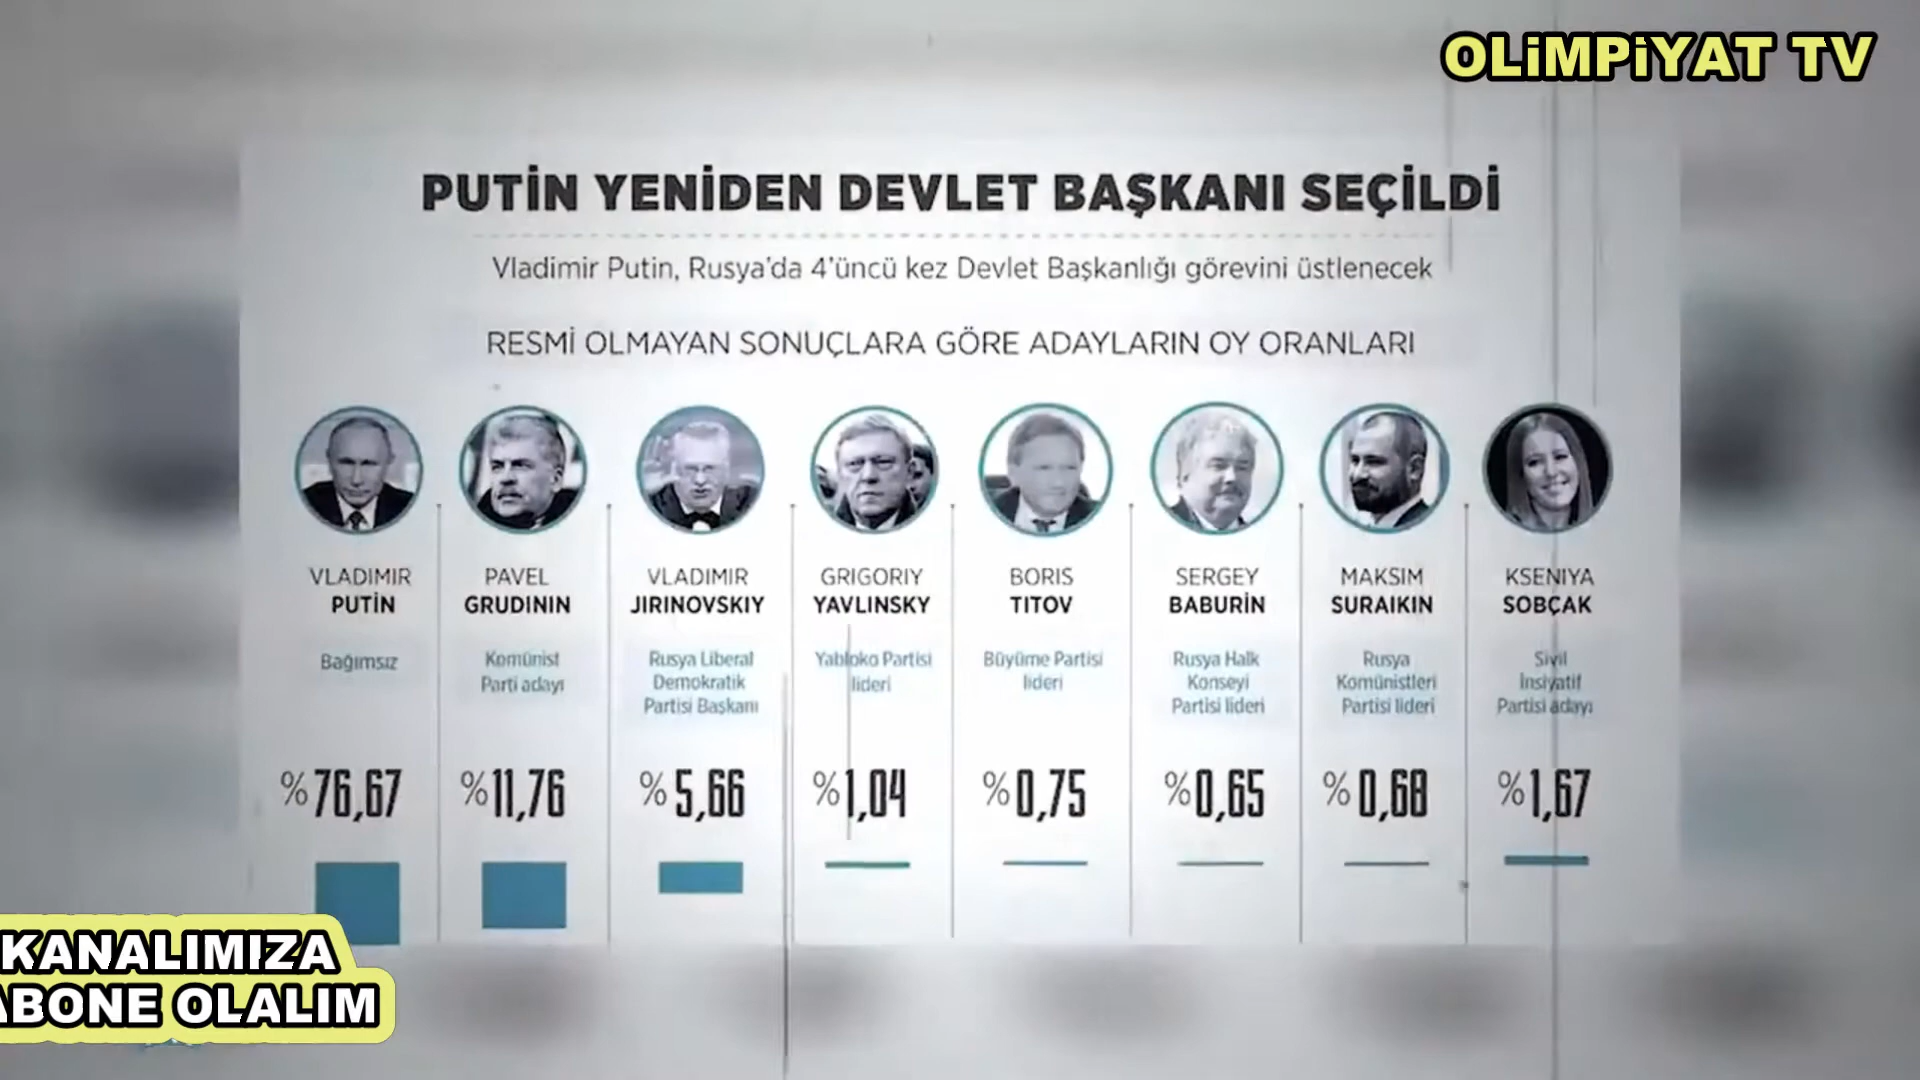 OLiMPiYAT TV
PUTİN YENİDEN DEVLET BAŞKANI SEÇİLDİ
Vladimir Putin, Rusya'da 4'üncü kez Devlet Başkanlığı görevini üstlenecek
RESMİ OLMAYAN SONUÇLARA GÖRE ADAYLARIN OY ORANLARI
VLADIMIR
PUTİN
Bağımsız
%76,67
PAVEL
GRUDININ
Komünist
Parti adayı
%11,76
VLADIMIR
JIRINOVSKIY
Rusya Liberal
Demokratik
Partisi Başkanı
%5,66
GRIGORIY
YAVLINSKY
Yabloko Partisi
lideri
%1,04
BORIS
TITOV
Büyüme Partisi
lideri
%0,75
SERGEY
BABURİN
Rusya Halk
Konseyi
Partisi lideri
%0,65
MAKSIM
SURAIKIN
Rusya
Komünistleri
Partisi lideri
%0,68
KSENIYA
SOBÇAK
Sivil
İnsiyatif
Partisi adayı
%1,67
KANALIMIZA
ABONE OLALIM